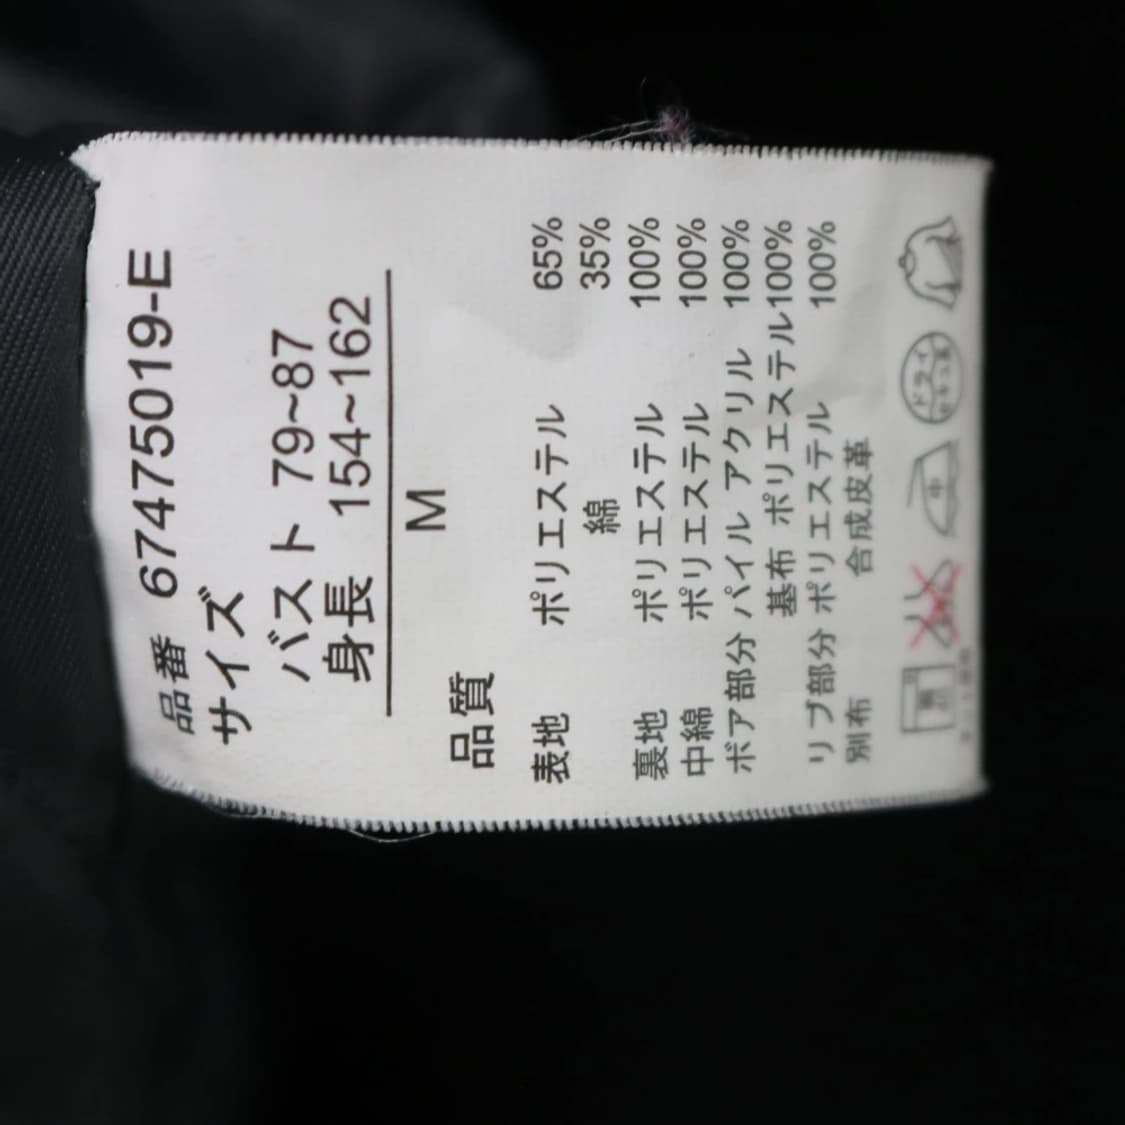 品番 67475019-E
サイズ
バスト 79~87
身長 154~162
M
品質
表地 ポリエステル 65%
綿 35%
裏地 ポリエステル 100%
中綿 ポリエステル 100%
ボア部分 パイル アクリル 100%
基布 ポリエステル100%
リブ部分 ポリエステル 100%
別布 合成皮革
中 ドライ